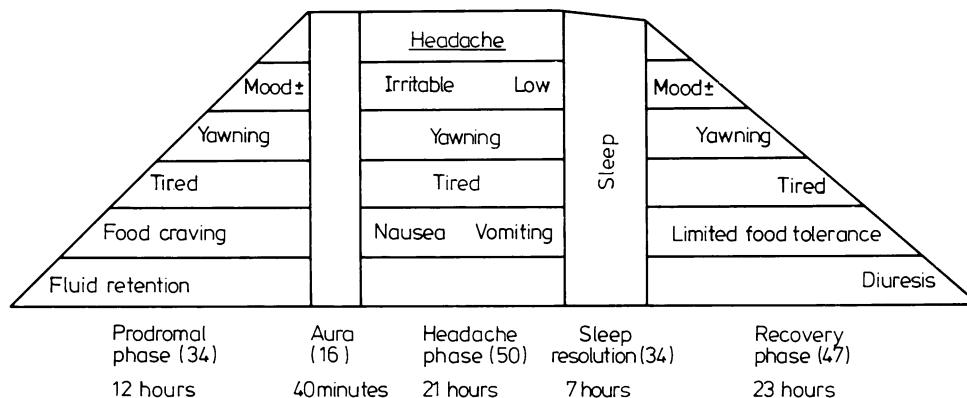 Headache
Mood± Irritable Low Mood±
Yawning Yawning Yawning
Tired Tired Tired
Sleep
Food craving Nausea Vomiting Limited food tolerance
Fluid retention Diuresis
Prodromal Aura Headache Sleep Recovery
phase (34) (16) phase (50) resolution (34) phase (47)
12 hours 40 minutes 21 hours 7 hours 23 hours